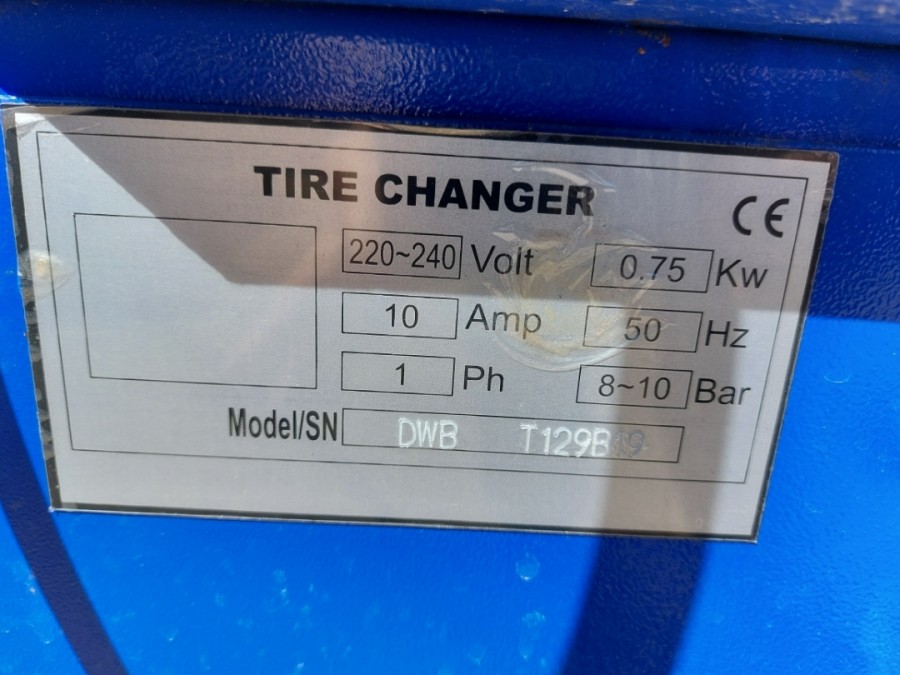 TIRE CHANGER
CE
220~240 Volt 0.75 Kw
10 Amp 50 Hz
1 Ph 8~10 Bar
Model/SN DWB